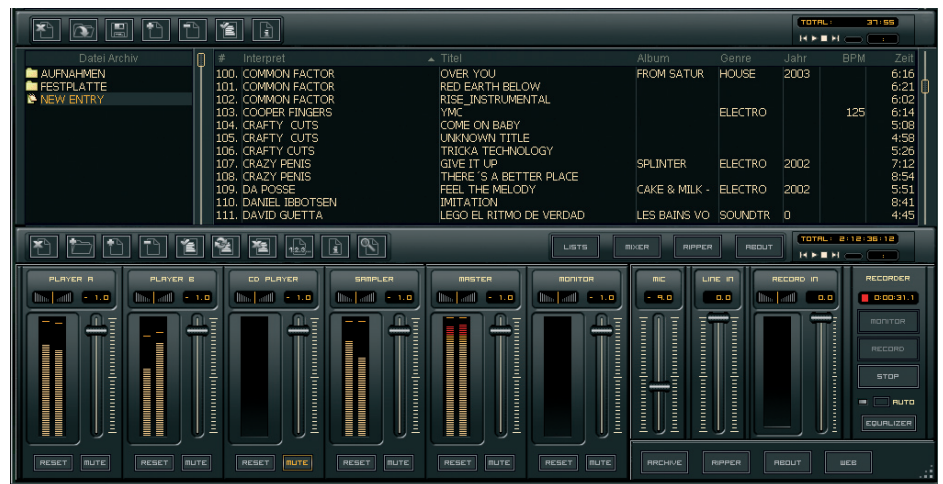 TOTAL: 37:55
Datei Archiv
AUFNAHMEN
FESTPLATTE
NEW ENTRY
# Interpret Titel Album Genre Jahr BPM Zeit
100. COMMON FACTOR OVER YOU FROM SATUR HOUSE 2003 6:16
101. COMMON FACTOR RED EARTH BELOW 6:21
102. COMMON FACTOR RISE_INSTRUMENTAL 6:02
103. COOPER FINGERS YMC ELECTRO 125 6:14
104. CRAFTY CUTS COME ON BABY 5:08
105. CRAFTY CUTS UNKNOWN TITLE 4:58
106. CRAFTY CUTS TRICKA TECHNOLOGY 5:26
107. CRAZY PENIS GIVE IT UP SPLINTER ELECTRO 2002 7:12
108. CRAZY PENIS THERE´S A BETTER PLACE 8:54
109. DA POSSE FEEL THE MELODY CAKE & MILK - ELECTRO 2002 5:51
110. DANIEL IBBOTSEN IMITATION 8:41
111. DAVID GUETTA LEGO EL RITMO DE VERDAD LES BAINS VO SOUNDTR 0 4:45
LISTS MIXER RIPPER ABOUT TOTAL: 2:12:36:12
PLAYER A PLAYER B CD PLAYER SAMPLER MASTER MONITOR MIC LINE IN RECORD IN RECORDER
- 1.0 - 1.0 - 1.0 - 1.0 - 1.0 - 1.0 - 9.0 0.0 0.0 0:00:31.1
MONITOR
RECORD
STOP
AUTO
EQUALIZER
RESET MUTE RESET MUTE RESET MUTE RESET MUTE RESET MUTE RESET MUTE ARCHIVE RIPPER ABOUT WEB